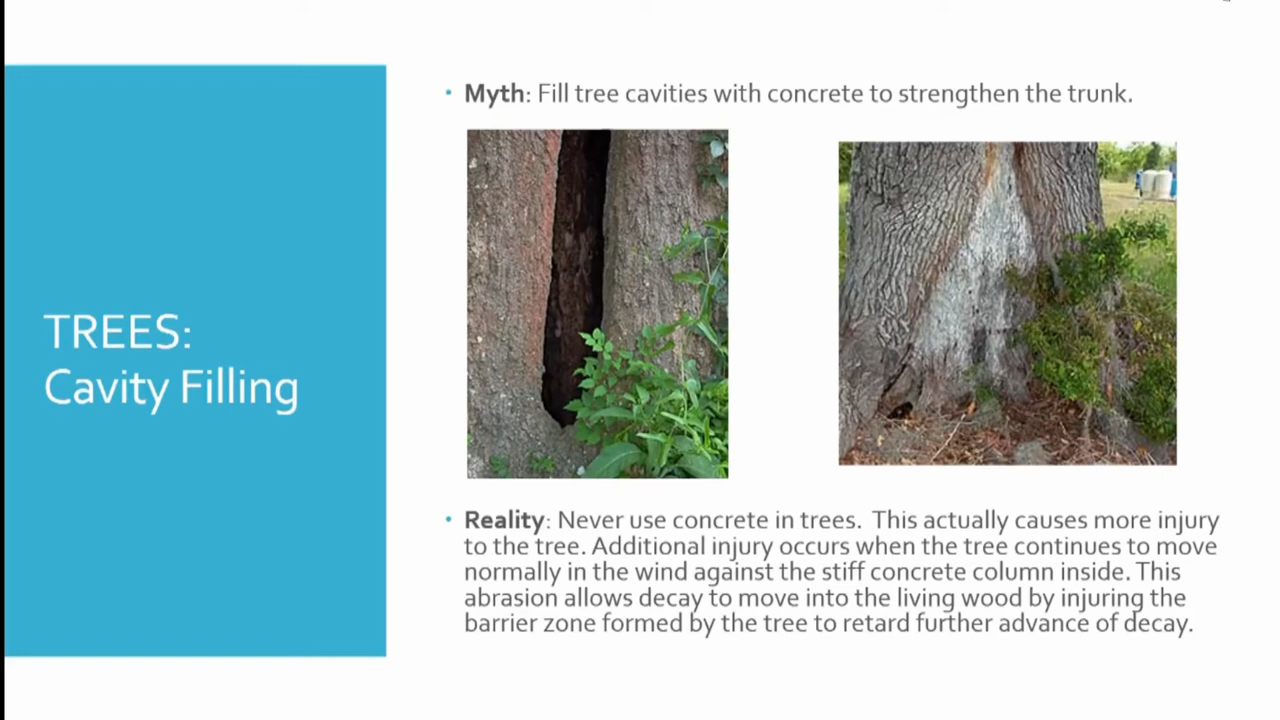 TREES:
Cavity Filling
• Myth: Fill tree cavities with concrete to strengthen the trunk.
• Reality: Never use concrete in trees.  This actually causes more injury
to the tree. Additional injury occurs when the tree continues to move
normally in the wind against the stiff concrete column inside. This
abrasion allows decay to move into the living wood by injuring the
barrier zone formed by the tree to retard further advance of decay.